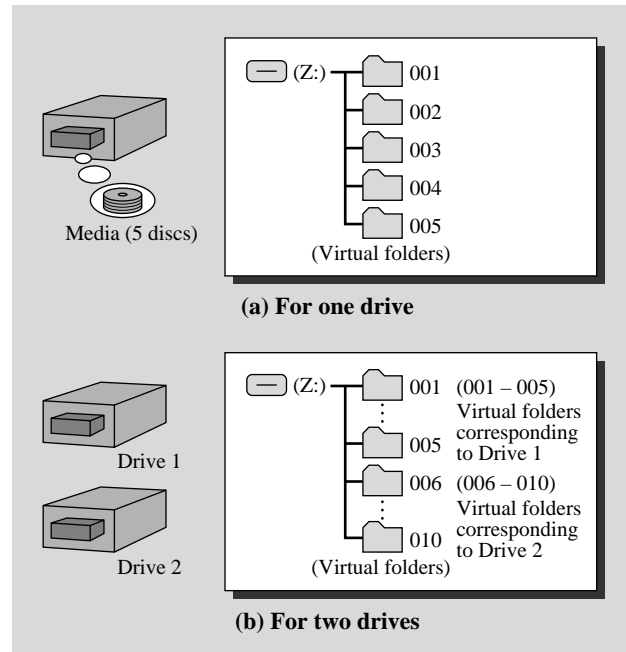 (Z:)
001
002
003
004
005
(Virtual folders)
Media (5 discs)
(a) For one drive
(Z:)
001 (001 – 005)
Virtual folders
corresponding
to Drive 1
005
006 (006 – 010)
Virtual folders
corresponding
to Drive 2
010
(Virtual folders)
Drive 1
Drive 2
(b) For two drives